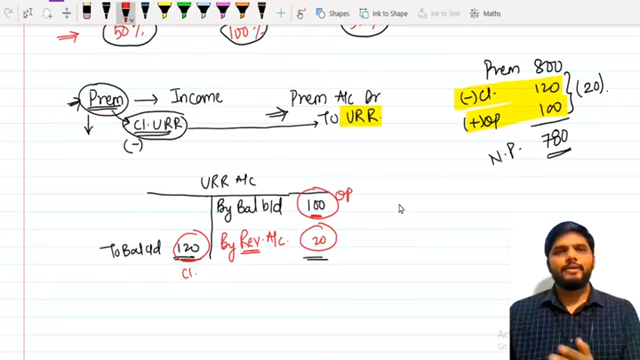 Ink to Shape
Ink to Text
Maths
50%
100%
Prem → Income
Cl. URR
(-)
Prem A/c Dr
To URR
Prem 800
(-) Cl. 120
(+) OP 100
(20)
N.P. 780
URR A/c
By Bal b/d 100 OP
To Bal c/d 120
By Rev. A/c. 20
Cl.